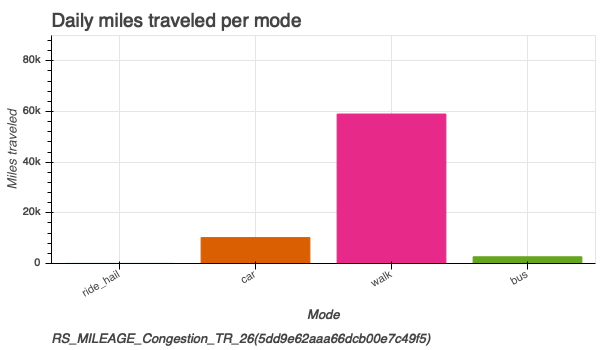 Daily miles traveled per mode
Miles traveled
80k
60k
40k
20k
0
ride_hail
car
walk
bus
Mode
RS_MILEAGE_Congestion_TR_26(5dd9e62aaa66dcb00e7c49f5)